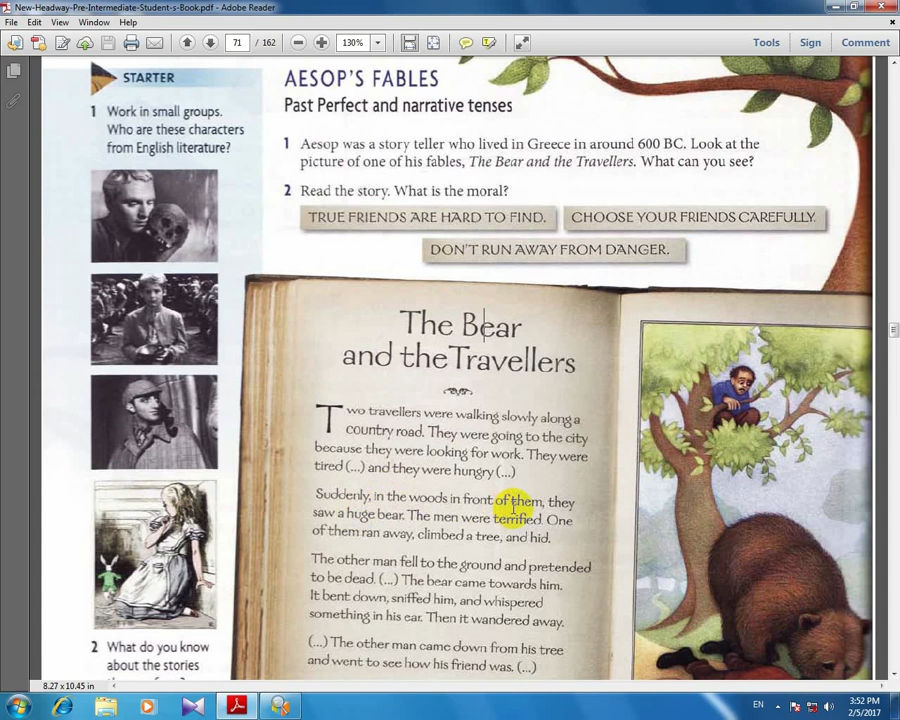 New-Headway-Pre-Intermediate-Student-s-Book.pdf - Adobe Reader
File Edit View Window Help
71 / 162 130% Tools Sign Comment
STARTER
1 Work in small groups.
Who are these characters
from English literature?
2 What do you know
about the stories
AESOP'S FABLES
Past Perfect and narrative tenses
1 Aesop was a story teller who lived in Greece in around 600 BC. Look at the
picture of one of his fables, The Bear and the Travellers. What can you see?
2 Read the story. What is the moral?
TRUE FRIENDS ARE HARD TO FIND. CHOOSE YOUR FRIENDS CAREFULLY.
DON'T RUN AWAY FROM DANGER.
The Bear
and the Travellers
Two travellers were walking slowly along a
country road. They were going to the city
because they were looking for work. They were
tired (...) and they were hungry (...)
Suddenly, in the woods in front of them, they
saw a huge bear. The men were terrified. One
of them ran away, climbed a tree, and hid.
The other man fell to the ground and pretended
to be dead. (...) The bear came towards him.
It bent down, sniffed him, and whispered
something in his ear. Then it wandered away.
(...) The other man came down from his tree
and went to see how his friend was. (...)
8.27 x 10.45 in
EN 3:52 PM
2/5/2017